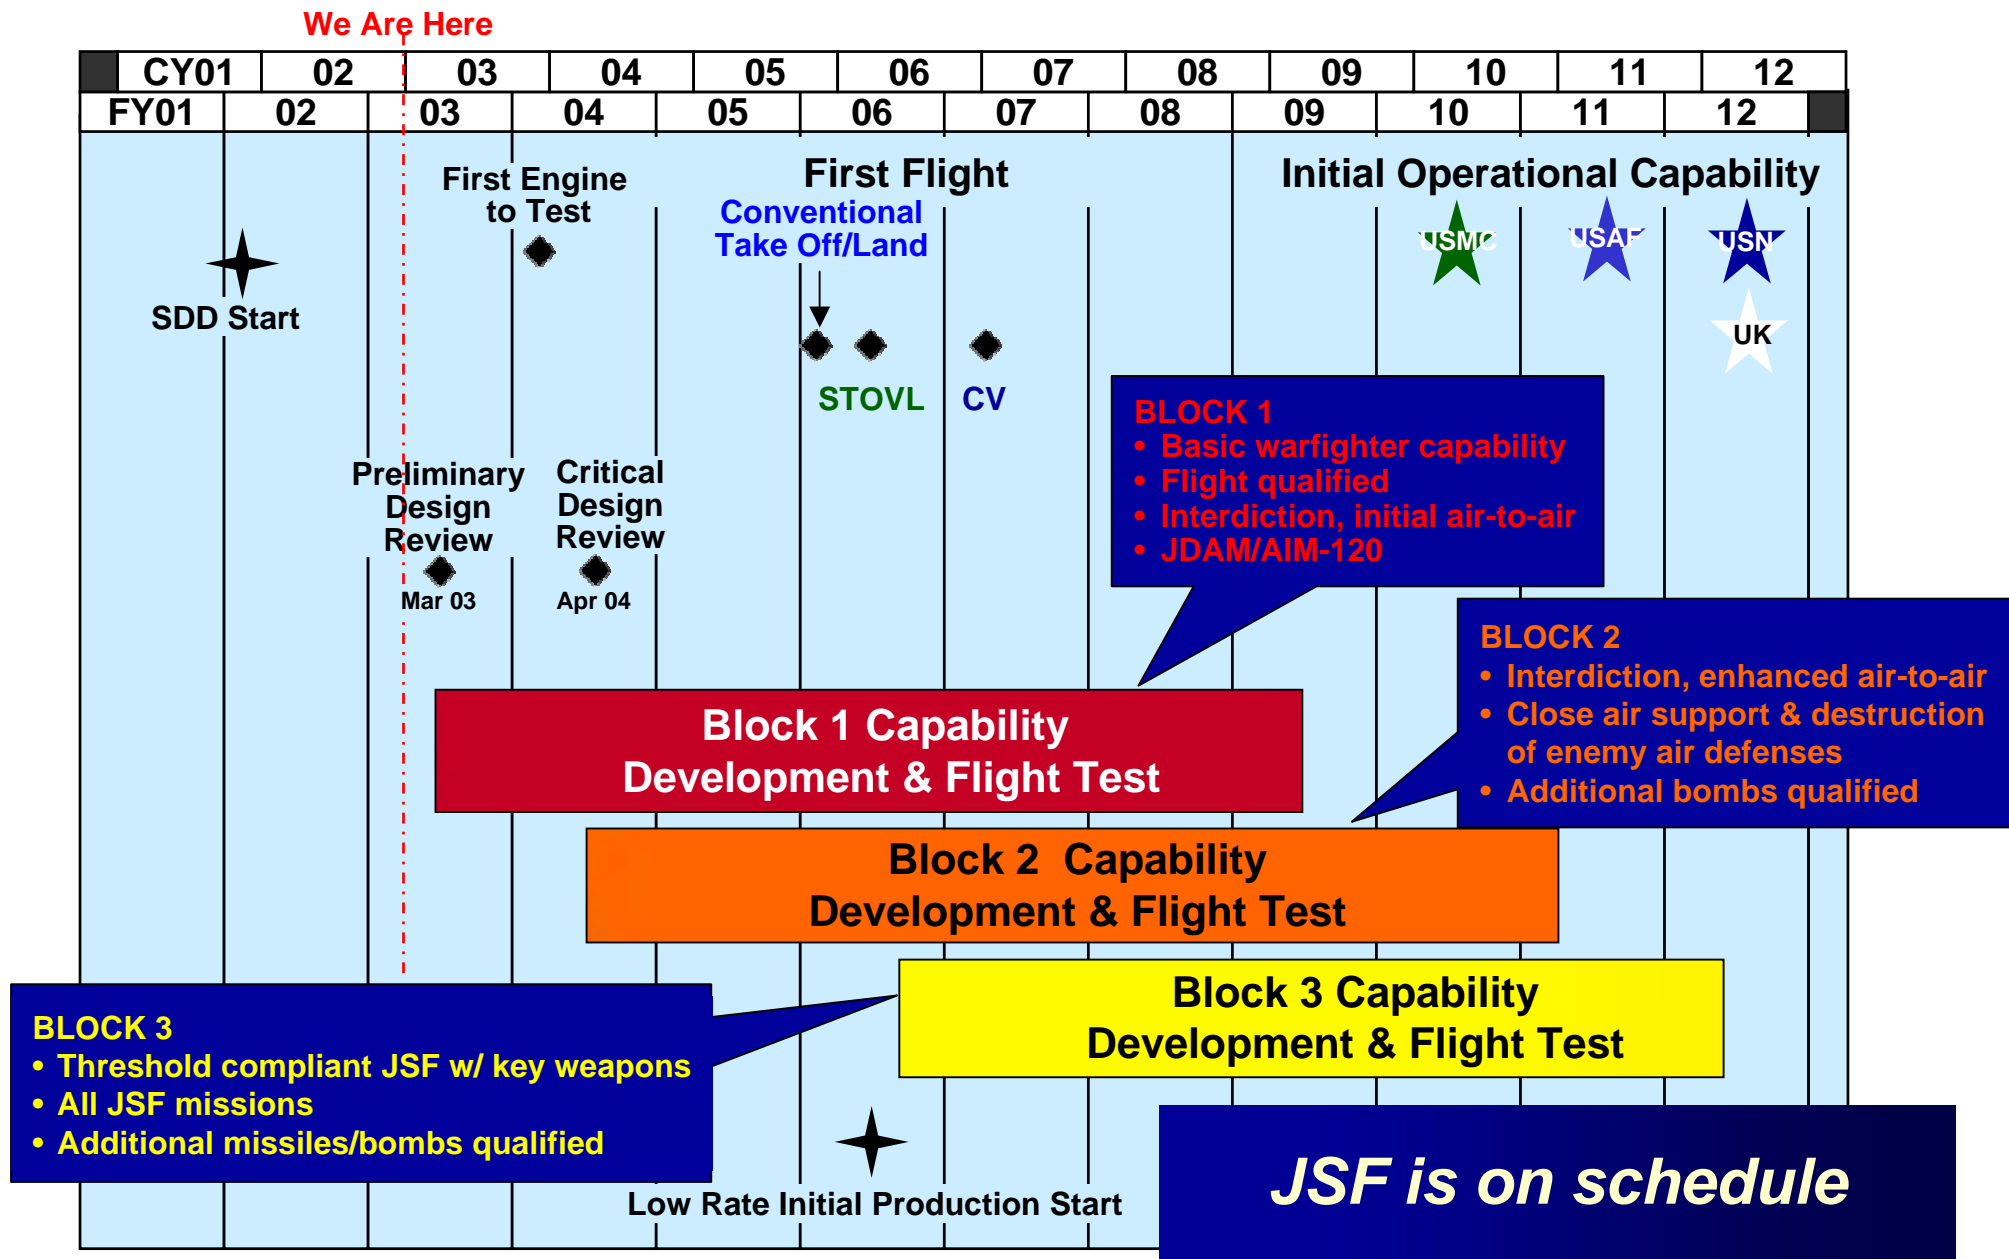 We Are Here
CY01 02 03 04 05 06 07 08 09 10 11 12
FY01 02 03 04 05 06 07 08 09 10 11 12
First Engine
to Test
First Flight
Conventional
Take Off/Land
Initial Operational Capability
USMC
USAF
USN
UK
SDD Start
STOVL
CV
Preliminary
Design
Review
Mar 03
Critical
Design
Review
Apr 04
BLOCK 1
• Basic warfighter capability
• Flight qualified
• Interdiction, initial air-to-air
• JDAM/AIM-120
BLOCK 2
• Interdiction, enhanced air-to-air
• Close air support & destruction
of enemy air defenses
• Additional bombs qualified
Block 1 Capability
Development & Flight Test
Block 2 Capability
Development & Flight Test
Block 3 Capability
Development & Flight Test
BLOCK 3
• Threshold compliant JSF w/ key weapons
• All JSF missions
• Additional missiles/bombs qualified
Low Rate Initial Production Start
JSF is on schedule